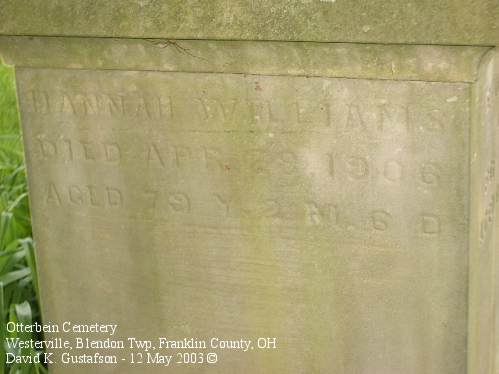 HANNAH WILLIAMS
DIED APR. 1906
AGED 79 Y. 2 M. 6 D
Otterbein Cemetery
Westerville, Blendon Twp, Franklin County, OH
David K. Gustafson - 12 May 2003©